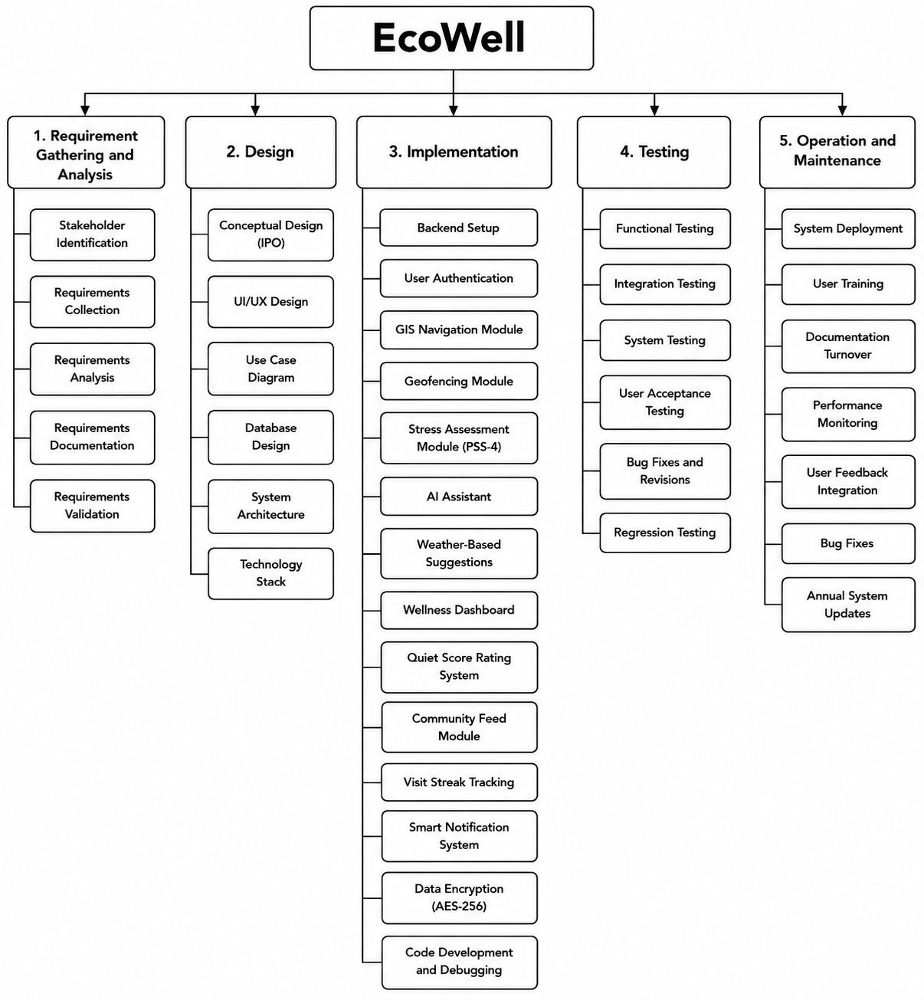 EcoWell
1. Requirement
Gathering and
Analysis
Stakeholder
Identification
Requirements
Collection
Requirements
Analysis
Requirements
Documentation
Requirements
Validation
2. Design
Conceptual Design
(IPO)
UI/UX Design
Use Case
Diagram
Database
Design
System
Architecture
Technology
Stack
3. Implementation
Backend Setup
User Authentication
GIS Navigation Module
Geofencing Module
Stress Assessment
Module (PSS-4)
AI Assistant
Weather-Based
Suggestions
Wellness Dashboard
Quiet Score Rating
System
Community Feed
Module
Visit Streak Tracking
Smart Notification
System
Data Encryption
(AES-256)
Code Development
and Debugging
4. Testing
Functional Testing
Integration Testing
System Testing
User Acceptance
Testing
Bug Fixes and
Revisions
Regression Testing
5. Operation and
Maintenance
System Deployment
User Training
Documentation
Turnover
Performance
Monitoring
User Feedback
Integration
Bug Fixes
Annual System
Updates